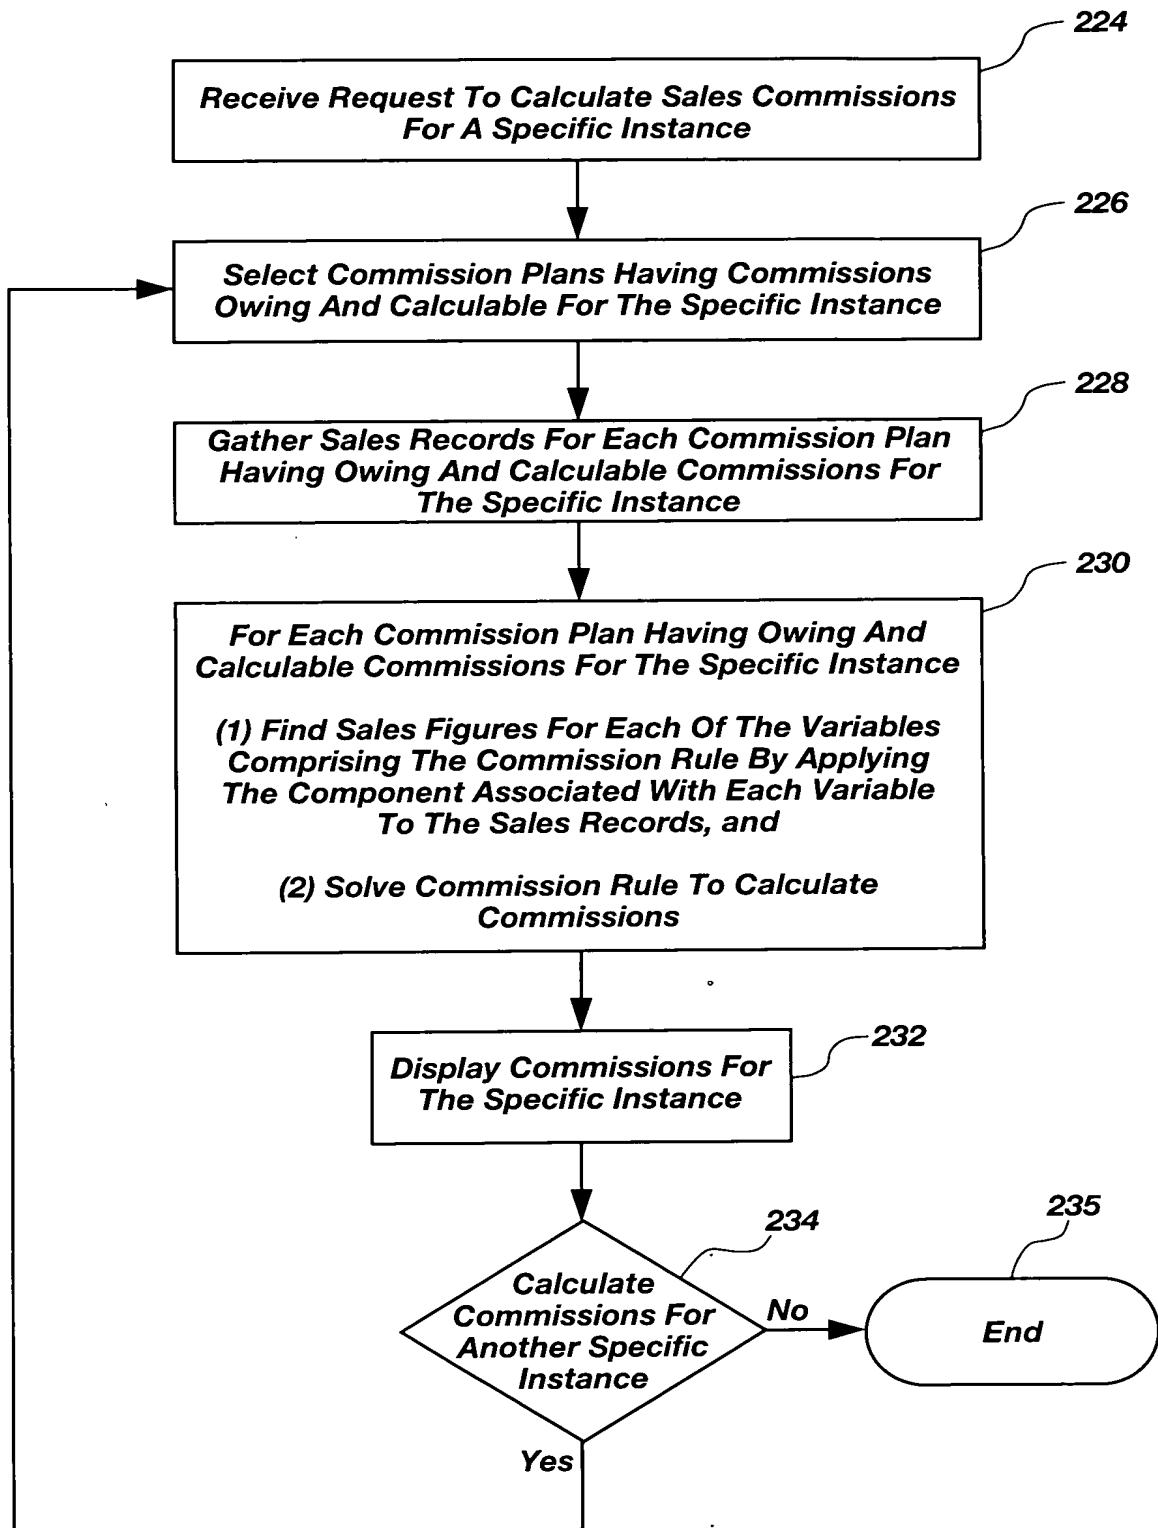 224
Receive Request To Calculate Sales Commissions
For A Specific Instance
226
Select Commission Plans Having Commissions
Owing And Calculable For The Specific Instance
228
Gather Sales Records For Each Commission Plan
Having Owing And Calculable Commissions For
The Specific Instance
230
For Each Commission Plan Having Owing And
Calculable Commissions For The Specific Instance
(1) Find Sales Figures For Each Of The Variables
Comprising The Commission Rule By Applying
The Component Associated With Each Variable
To The Sales Records, and
(2) Solve Commission Rule To Calculate
Commissions
232
Display Commissions For
The Specific Instance
234
235
Calculate
Commissions For
Another Specific
Instance
No
End
Yes